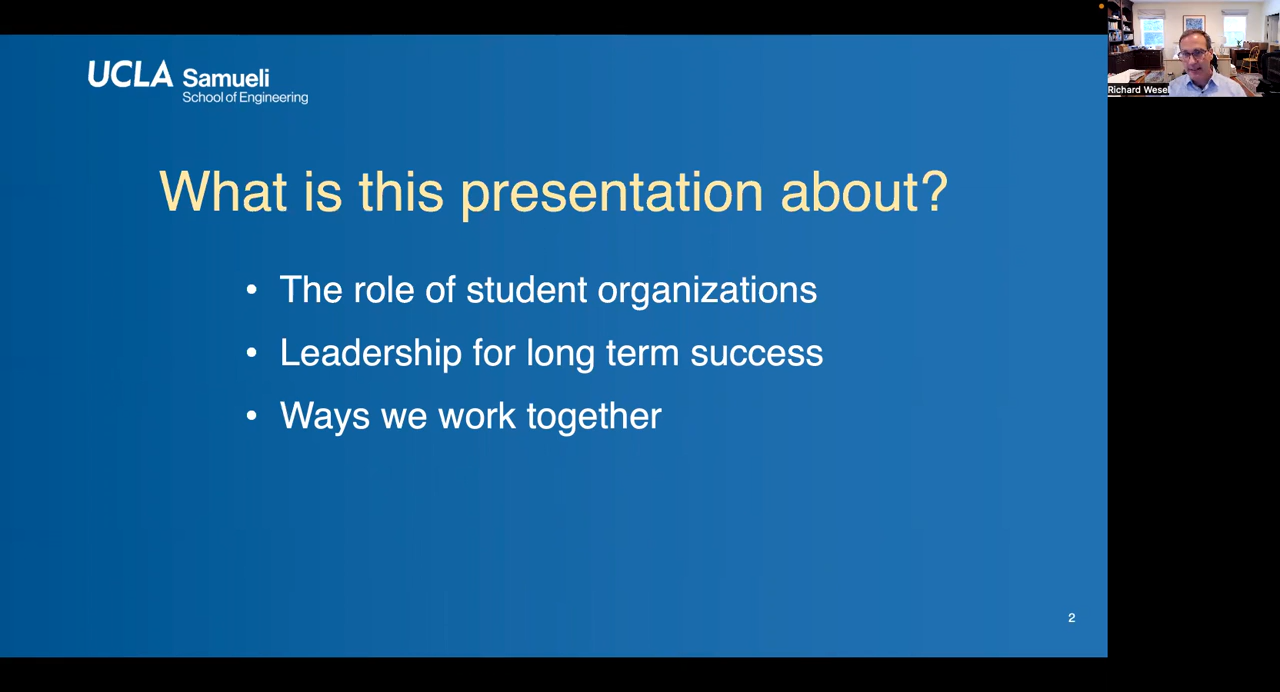 UCLA Samueli
School of Engineering
Richard Wesel
What is this presentation about?
• The role of student organizations
• Leadership for long term success
• Ways we work together
2